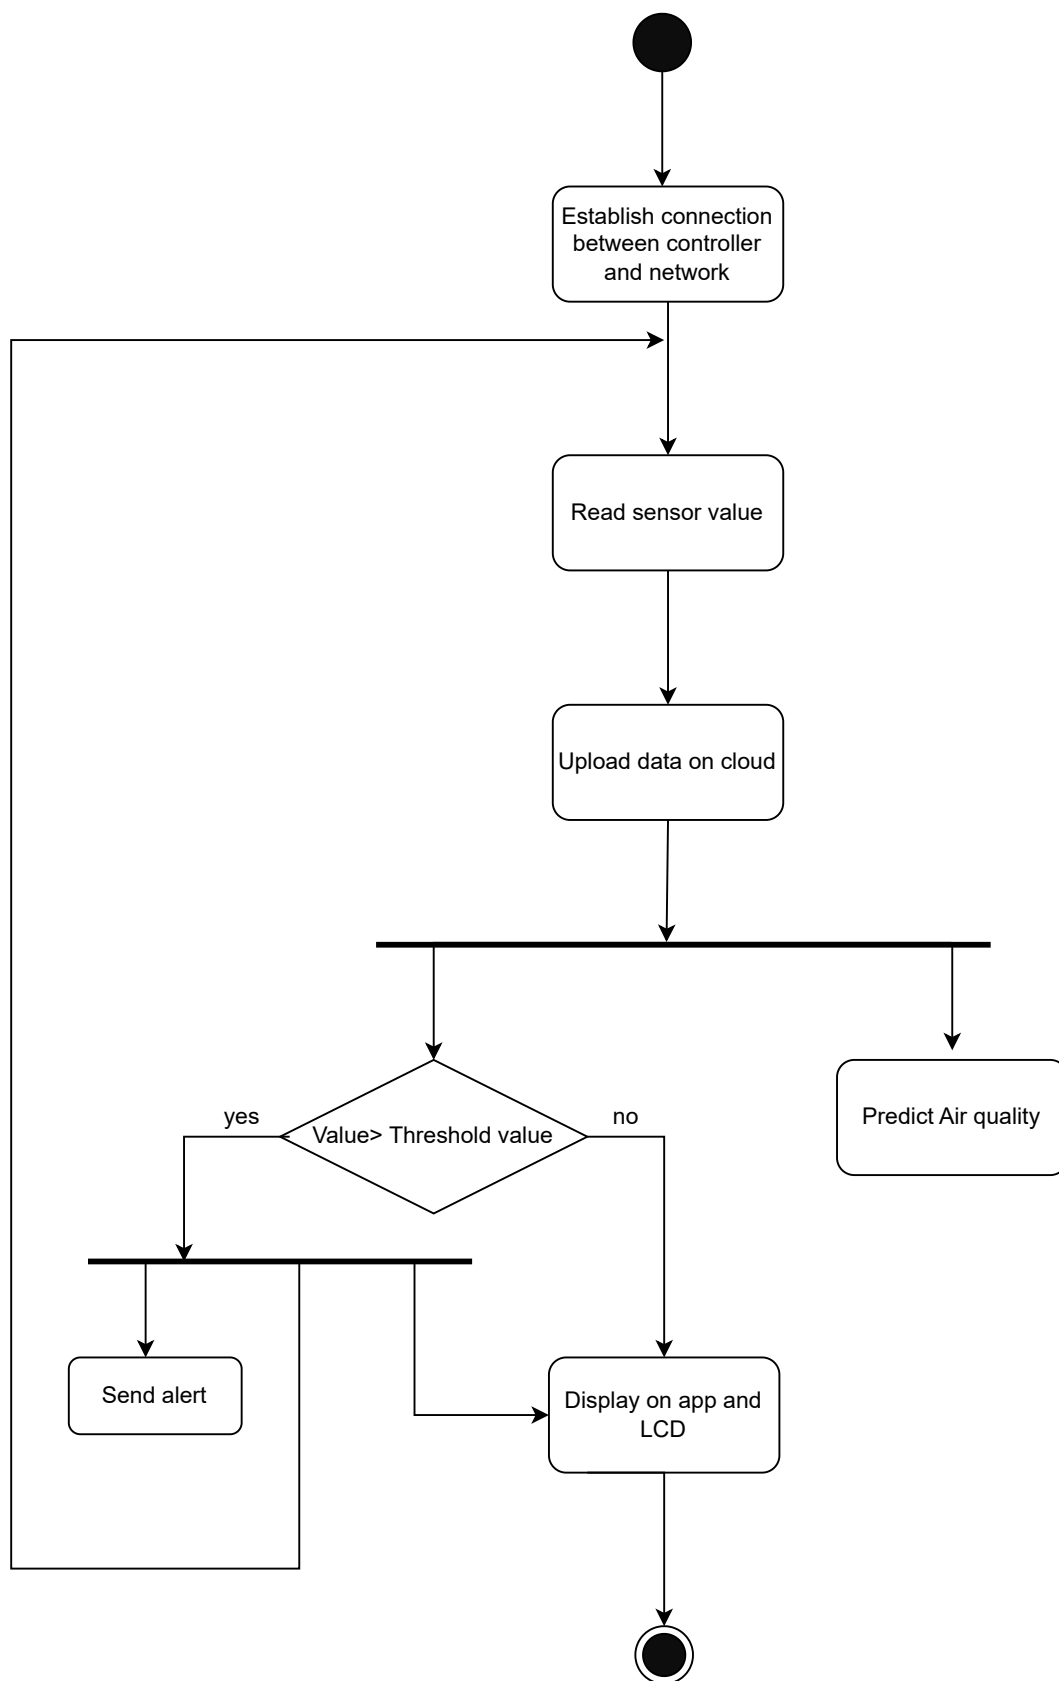 Establish connection
between controller
and network
Read sensor value
Upload data on cloud
yes
Value> Threshold value
no
Predict Air quality
Send alert
Display on app and
LCD